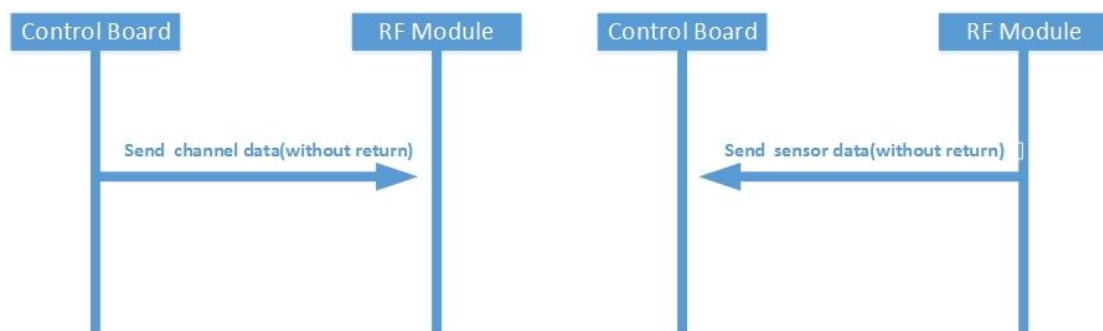 Control Board
RF Module
Control Board
RF Module
Send channel data(without return)
Send sensor data(without return)